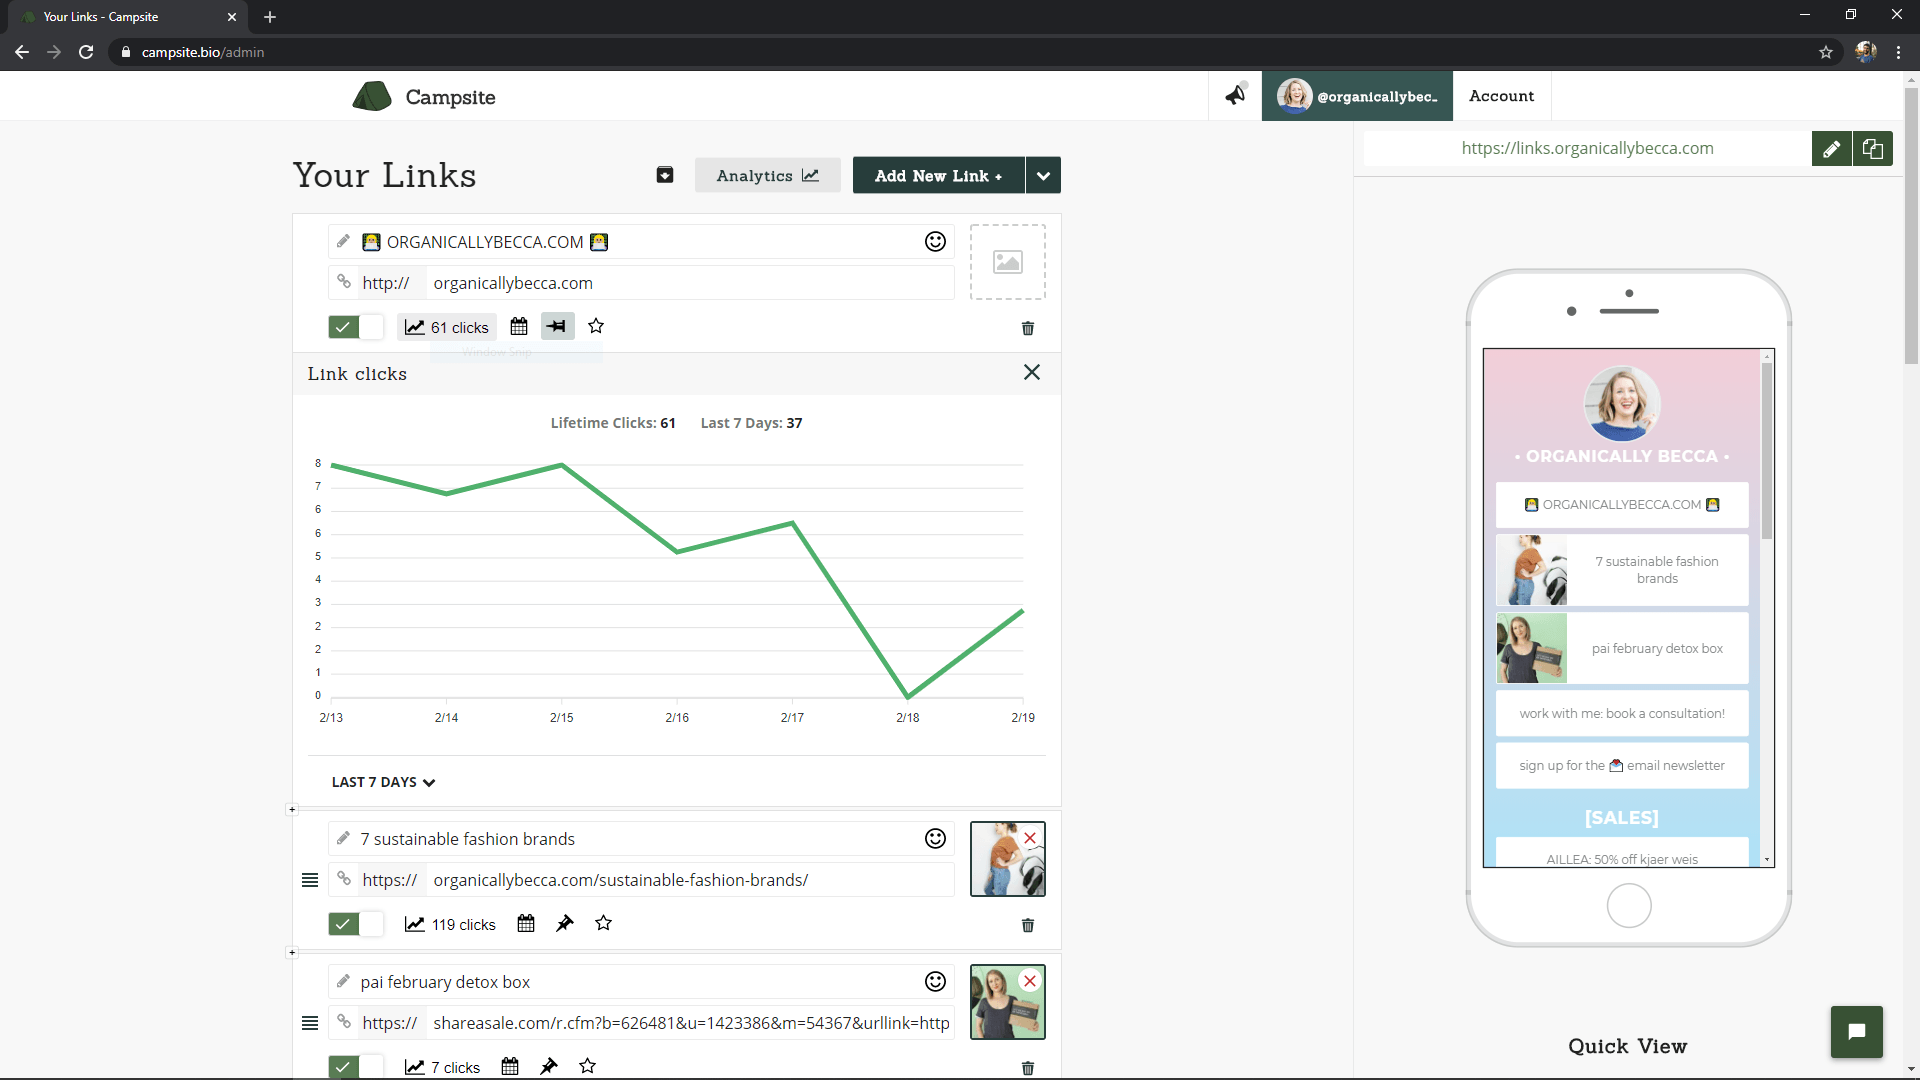 Your Links - Campsite
campsite.bio/admin
Campsite
@organicallybec...
Account
https://links.organicallybecca.com
Your Links
Analytics
Add New Link +
ORGANICALLYBECCA.COM
http://
organicallybecca.com
61 clicks
Window Snip
Link clicks
Lifetime Clicks: 61 Last 7 Days: 37
8
7
6
6
5
4
3
2
2
1
0
2/13 2/14 2/15 2/16 2/17 2/18 2/19
LAST 7 DAYS
7 sustainable fashion brands
https://
organicallybecca.com/sustainable-fashion-brands/
119 clicks
pai february detox box
https://
shareasale.com/r.cfm?b=626481&u=1423386&m=54367&urllink=http
7 clicks
• ORGANICALLY BECCA •
ORGANICALLYBECCA.COM
7 sustainable fashion
brands
pai february detox box
work with me: book a consultation!
sign up for the email newsletter
[SALES]
AILLEA: 50% off kjaer weis
Quick View